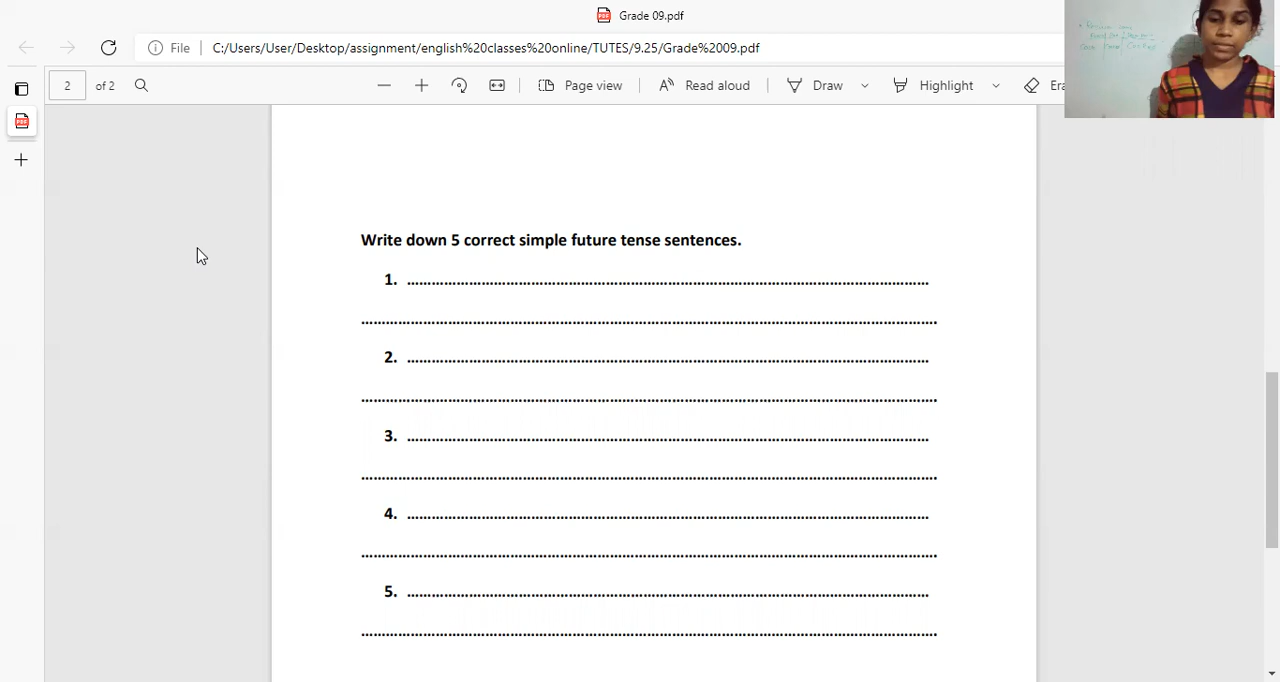 Grade 09.pdf
File C:/Users/User/Desktop/assignment/english%20classes%20online/TUTES/9.25/Grade%2009.pdf
2 of 2 Page view A Read aloud Draw Highlight Era
Write down 5 correct simple future tense sentences.
1. ................................................................................
................................................................................
2. ................................................................................
................................................................................
3. ................................................................................
................................................................................
4. ................................................................................
................................................................................
5. ................................................................................
................................................................................